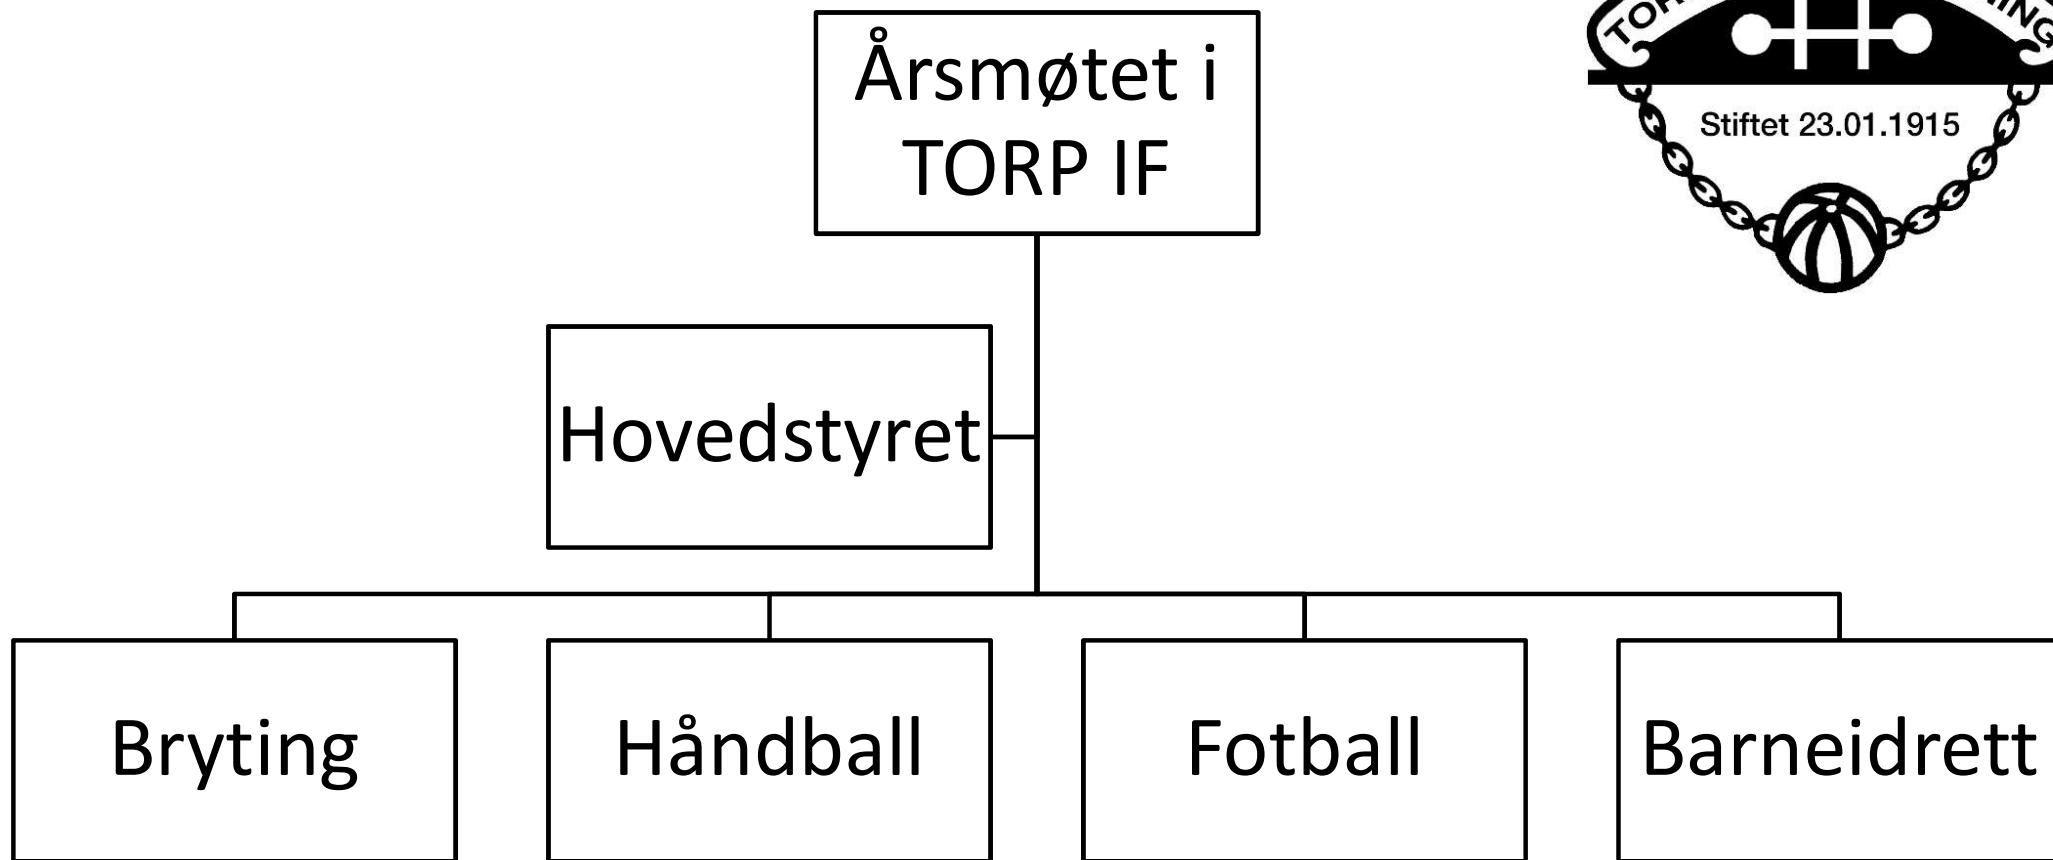 Årsmøtet i
TORP IF
Stiftet 23.01.1915
Hovedstyret
Bryting
Håndball
Fotball
Barneidrett